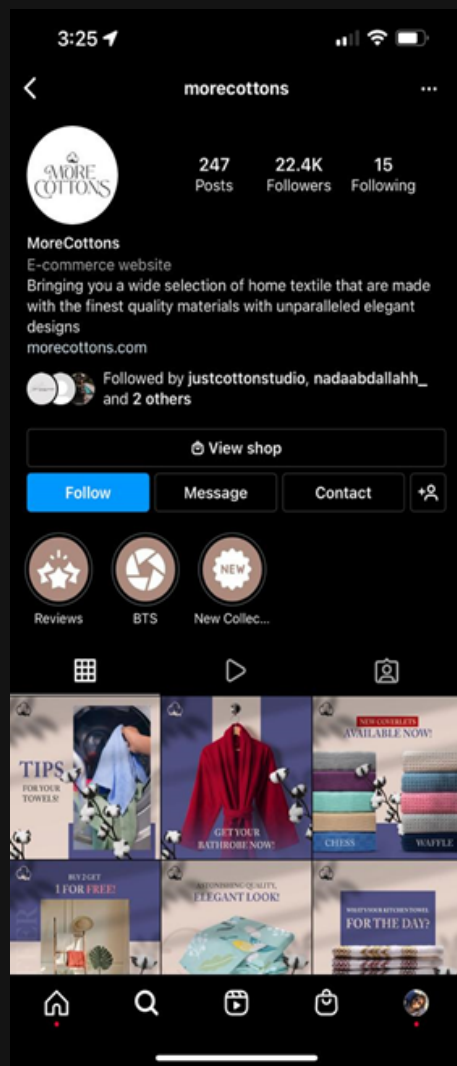 3:25
morecottons
MORE
COTTONS
247
Posts
22.4K
Followers
15
Following
MoreCottons
E-commerce website
Bringing you a wide selection of home textile that are made
with the finest quality materials with unparalleled elegant
designs
morecottons.com
Followed by justcottonstudio, nadaabdallahh_
and 2 others
View shop
Follow
Message
Contact
NEW
Reviews
BTS
New Collec...
TIPS
FOR YOUR
TOWELS!
GET YOUR
BATHROBE NOW!
NEW COVERLETS
AVAILABLE NOW!
CHESS
WAFFLE
BUY 2 GET
1 FOR FREE!
ASTONISHING QUALITY,
ELEGANT LOOK!
WHAT'S YOUR KITCHEN TOWEL
FOR THE DAY?